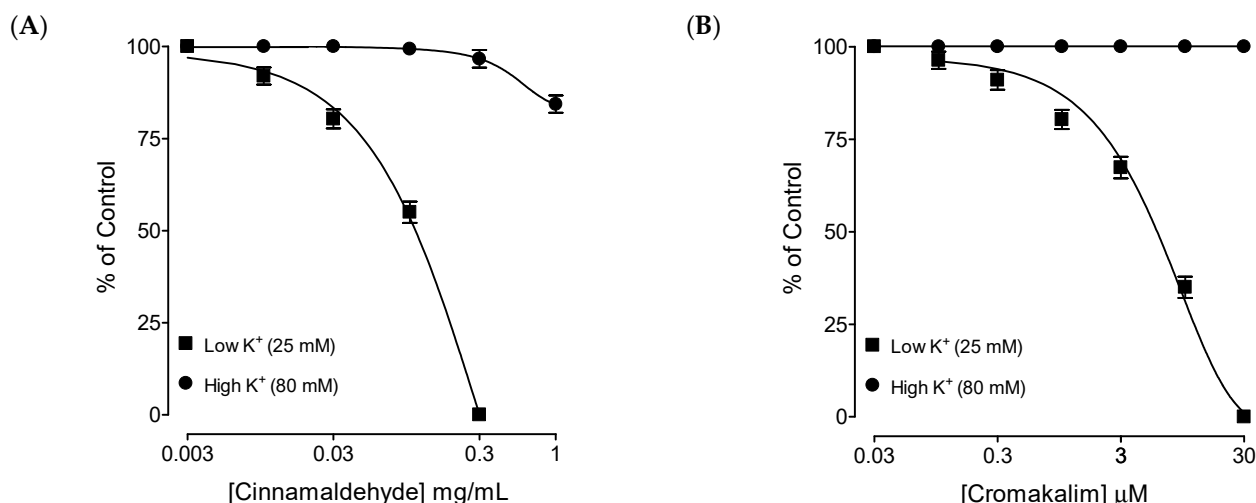 (A)
100
75
50
25
0
% of Control
Low K⁺ (25 mM)
High K⁺ (80 mM)
0.003
0.03
0.3
1
[Cinnamaldehyde] mg/mL
(B)
100
75
50
25
0
% of Control
Low K⁺ (25 mM)
High K⁺ (80 mM)
0.03
0.3
3
30
[Cromakalim] μM